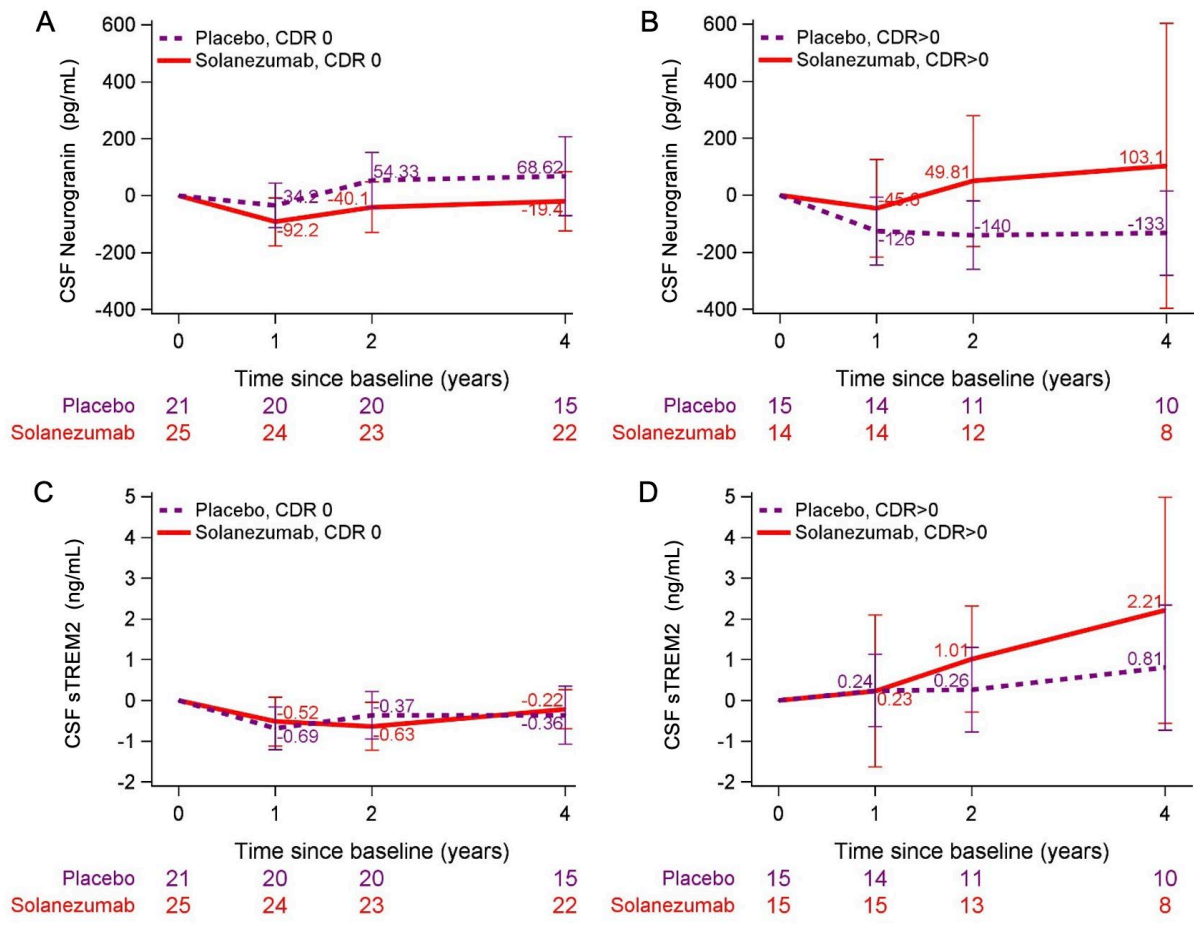 A
600
400
200
0
-200
-400
CSF Neurogranin (pg/mL)
Placebo, CDR 0
Solanezumab, CDR 0
-34.2
54.33
68.62
-92.2
-40.1
-19.4
0 1 2 4
Time since baseline (years)
Placebo 21 20 20 15
Solanezumab 25 24 23 22
B
600
400
200
0
-200
-400
CSF Neurogranin (pg/mL)
Placebo, CDR>0
Solanezumab, CDR>0
-45.6
49.81
103.1
-126
-140
-133
0 1 2 4
Time since baseline (years)
Placebo 15 14 11 10
Solanezumab 14 14 12 8
C
5
4
3
2
1
0
-1
-2
CSF sTREM2 (ng/mL)
Placebo, CDR 0
Solanezumab, CDR 0
-0.52
-0.37
-0.22
-0.69
-0.63
-0.36
0 1 2 4
Time since baseline (years)
Placebo 21 20 20 15
Solanezumab 25 24 23 22
D
5
4
3
2
1
0
-1
-2
CSF sTREM2 (ng/mL)
Placebo, CDR>0
Solanezumab, CDR>0
0.24
0.26
0.81
0.23
1.01
2.21
0 1 2 4
Time since baseline (years)
Placebo 15 14 11 10
Solanezumab 15 15 13 8